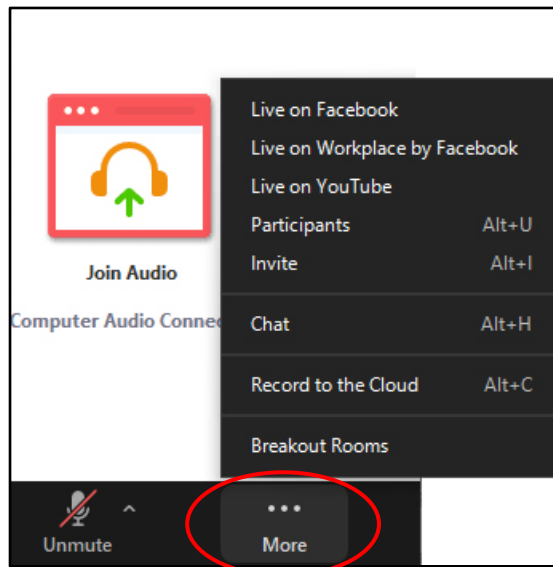 Live on Facebook
Live on Workplace by Facebook
Live on YouTube
Participants Alt+U
Invite Alt+I
Chat Alt+H
Record to the Cloud Alt+C
Breakout Rooms
Join Audio
Computer Audio Connec
Unmute
More